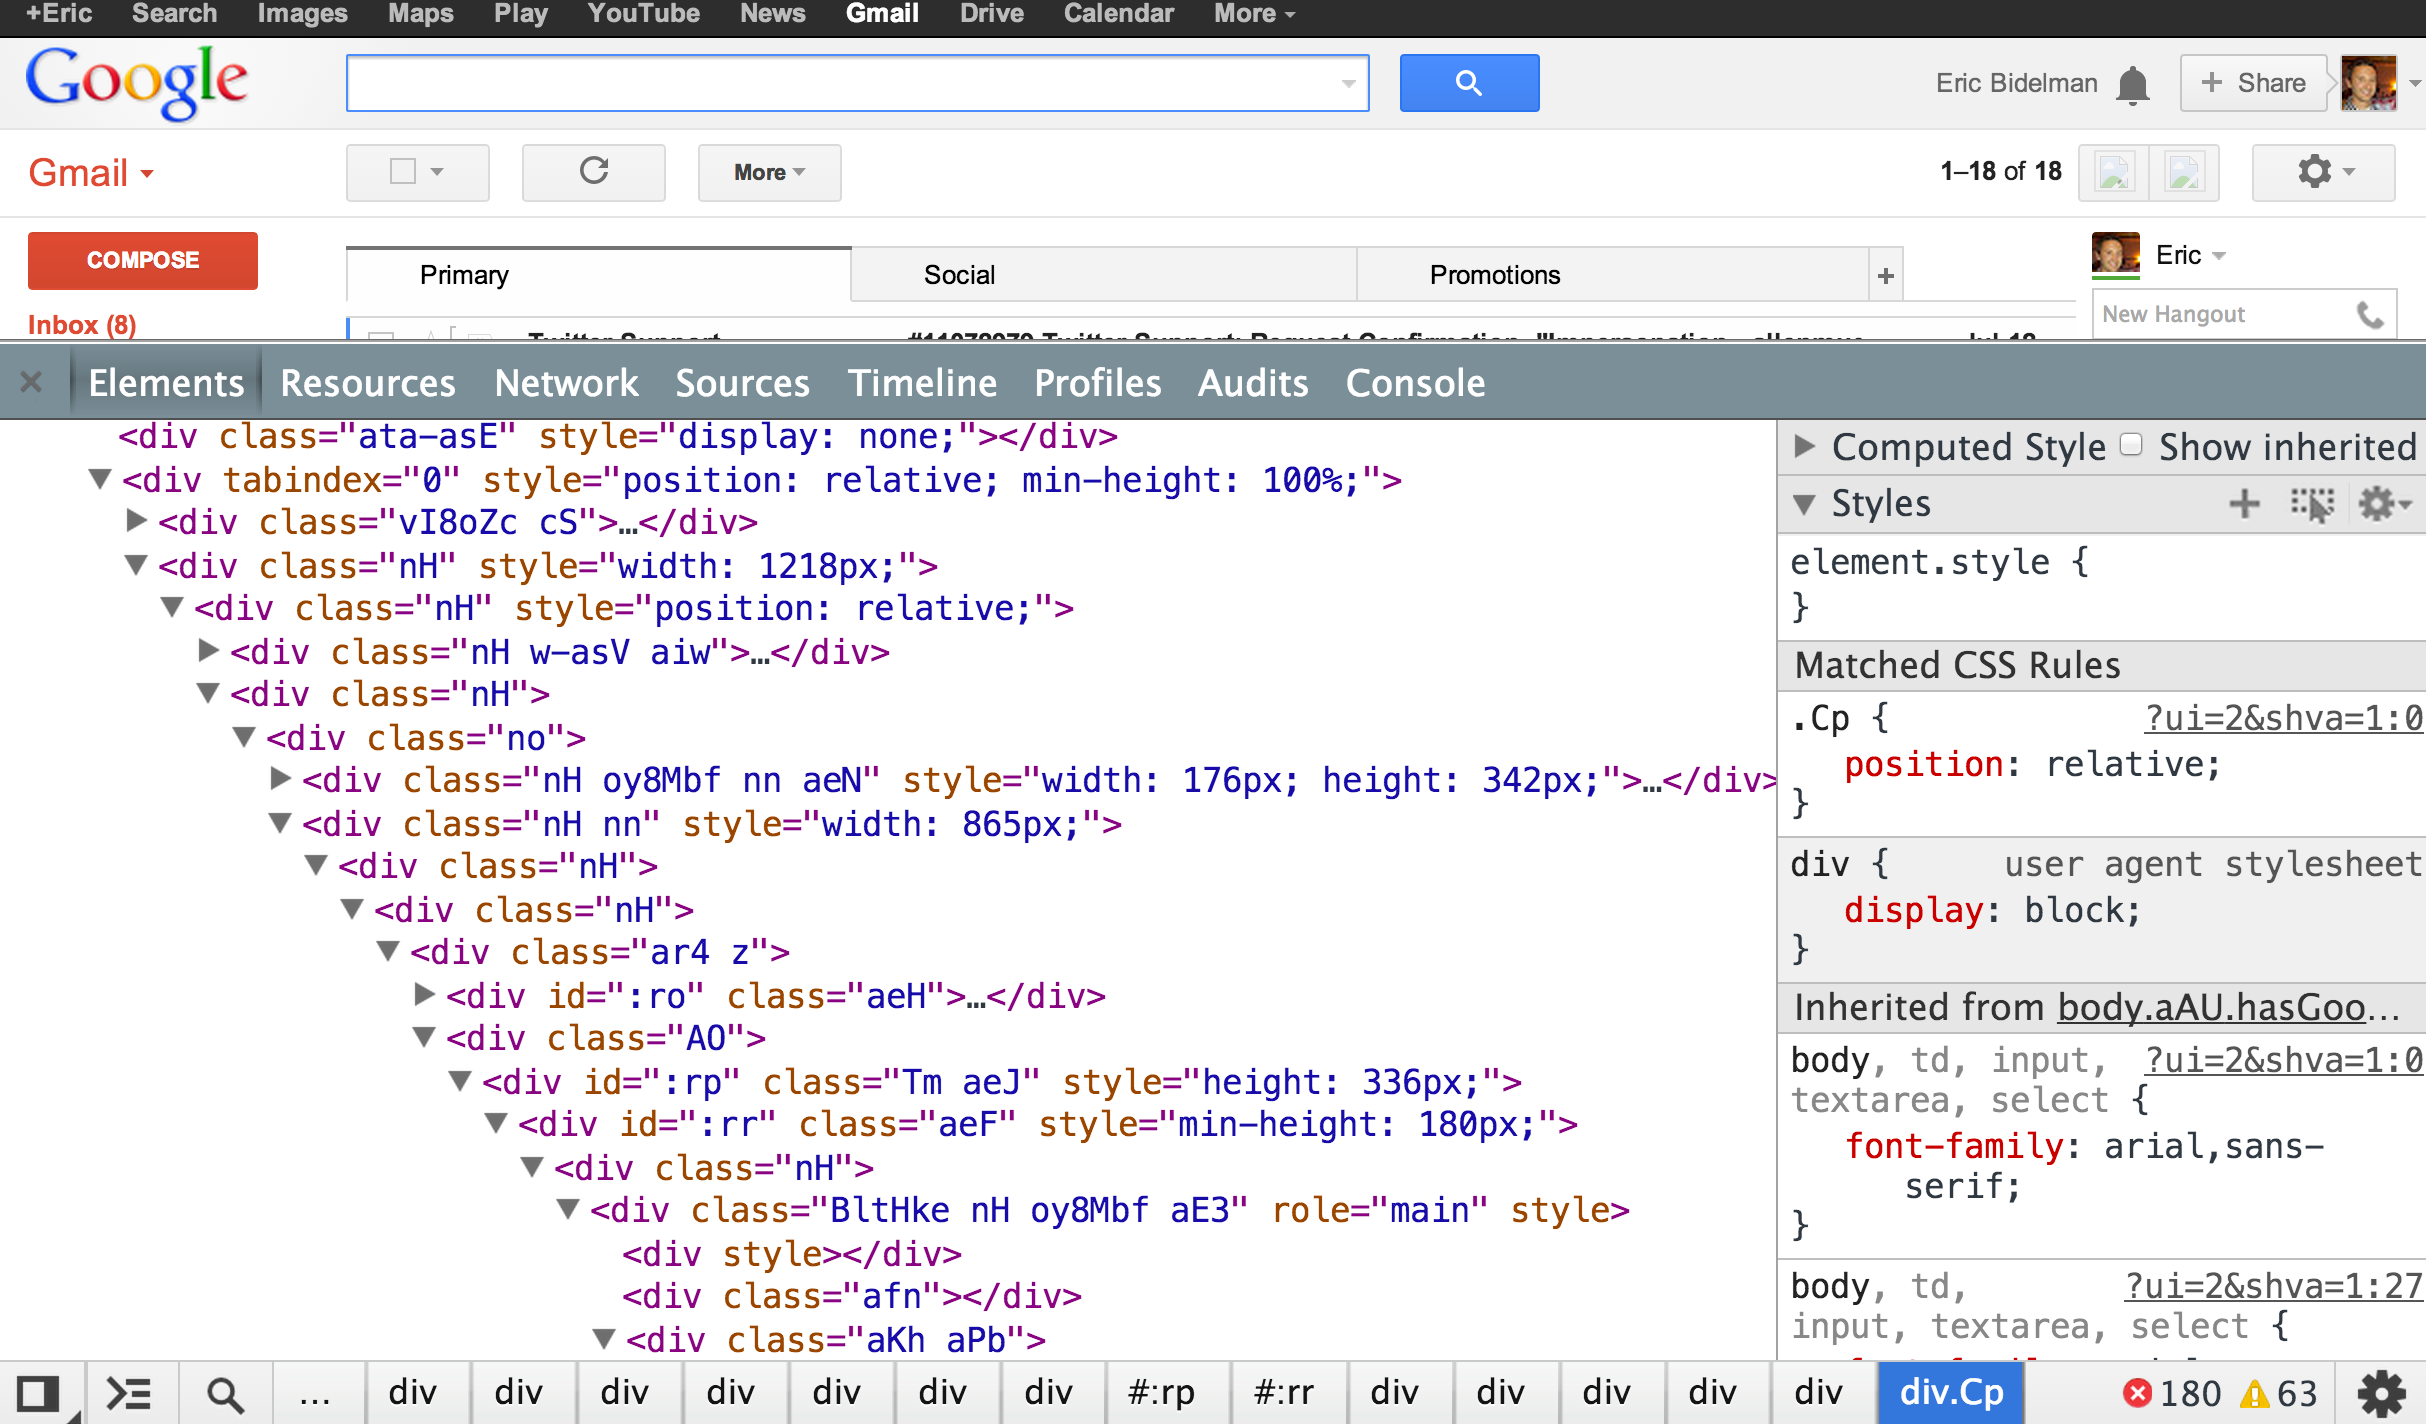 +Eric Search Images Maps Play YouTube News Gmail Drive Calendar More
Google
Eric Bidelman
+ Share
Gmail
More
1–18 of 18
COMPOSE
Primary
Social
Promotions
+
Eric
Inbox (8)
New Hangout
× Elements Resources Network Sources Timeline Profiles Audits Console
<div class="ata-asE" style="display: none;"></div>
<div tabindex="0" style="position: relative; min-height: 100%;">
<div class="vI8oZc cS">…</div>
<div class="nH" style="width: 1218px;">
<div class="nH" style="position: relative;">
<div class="nH w-asV aiw">…</div>
<div class="nH">
<div class="no">
<div class="nH oy8Mbf nn aeN" style="width: 176px; height: 342px;">…</div>
<div class="nH nn" style="width: 865px;">
<div class="nH">
<div class="nH">
<div class="ar4 z">
<div id=":ro" class="aeH">…</div>
<div class="AO">
<div id=":rp" class="Tm aeJ" style="height: 336px;">
<div id=":rr" class="aeF" style="min-height: 180px;">
<div class="nH">
<div class="BltHke nH oy8Mbf aE3" role="main" style>
<div style></div>
<div class="afn"></div>
<div class="aKh aPb">
Computed Style Show inherited
Styles
element.style {
}
Matched CSS Rules
.Cp { ?ui=2&shva=1:0
position: relative;
}
div { user agent stylesheet
display: block;
}
Inherited from body.aAU.hasGoo…
body, td, input, ?ui=2&shva=1:0
textarea, select {
font-family: arial,sans-
serif;
}
body, td, ?ui=2&shva=1:27
input, textarea, select {
... div div div div div div div #:rp #:rr div div div div div div.Cp 180 63